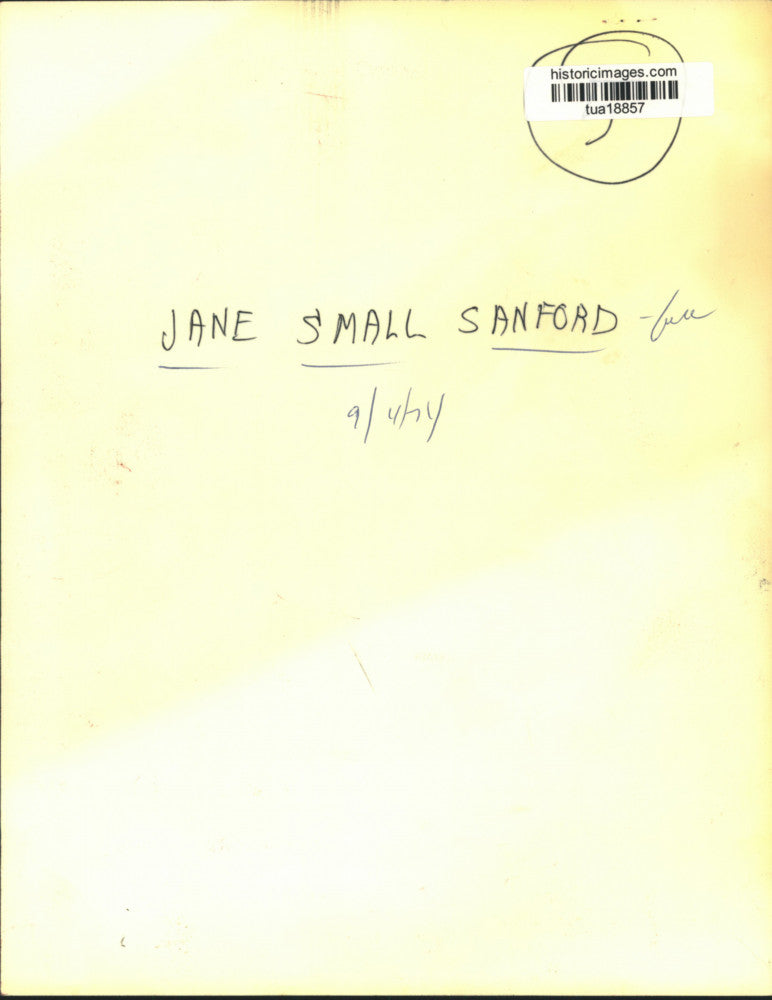 historicimages.com
tua18857
JANE SMALL SANFORD
9/4/74